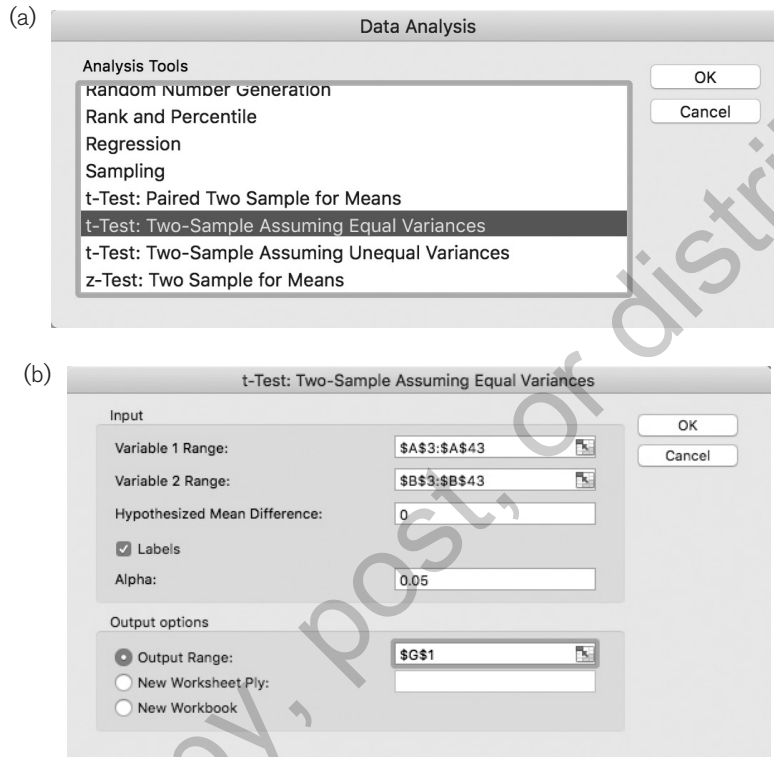 (a)
Data Analysis
Analysis Tools
Random Number Generation
Rank and Percentile
Regression
Sampling
t-Test: Paired Two Sample for Means
t-Test: Two-Sample Assuming Equal Variances
t-Test: Two-Sample Assuming Unequal Variances
z-Test: Two Sample for Means
OK
Cancel
(b)
t-Test: Two-Sample Assuming Equal Variances
Input
Variable 1 Range: $A$3:$A$43
Variable 2 Range: $B$3:$B$43
Hypothesized Mean Difference: 0
Labels
Alpha: 0.05
OK
Cancel
Output options
Output Range: $G$1
New Worksheet Ply:
New Workbook
post, or